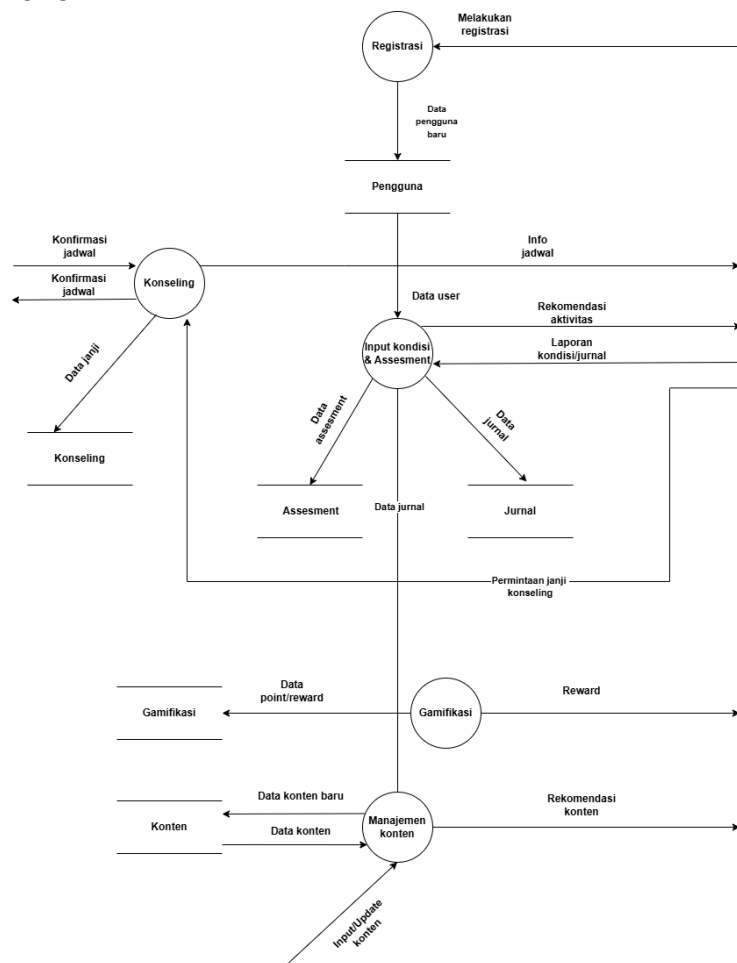 Melakukan
registrasi
Registrasi
Data
pengguna
baru
Pengguna
Konfirmasi
jadwal
Info
jadwal
Konfirmasi
jadwal
Konseling
Data user
Rekomendasi
aktivitas
Input kondisi
& Assesment
Laporan
kondisi/jurnal
Data janji
Data
assesment
Data
jurnal
Konseling
Assesment
Data jurnal
Jurnal
Permintaan janji
konseling
Gamifikasi
Data
point/reward
Gamifikasi
Reward
Data konten baru
Konten
Data konten
Manajemen
konten
Rekomendasi
konten
Input/Update
konten